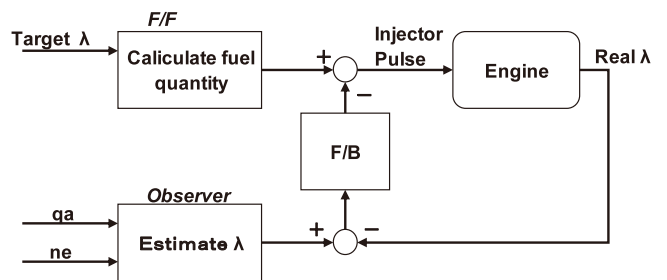 F/F
Target λ
Caliculate fuel
quantity
+
−
Injector
Pulse
Engine
Real λ
F/B
Observer
qa
ne
Estimate λ
+
−